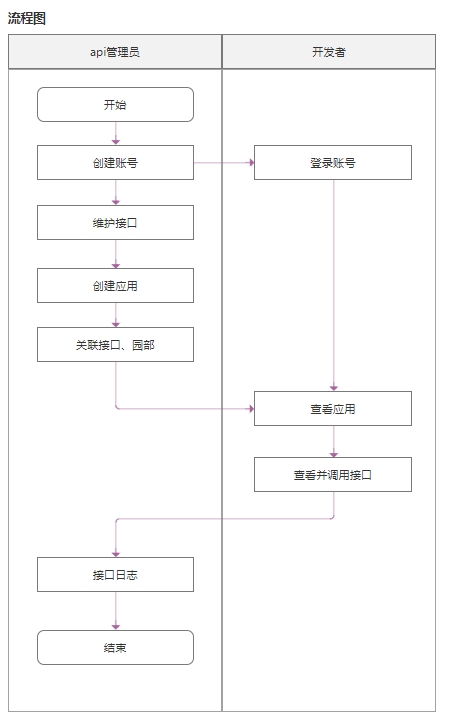 流程图
api管理员
开发者
开始
创建账号
登录账号
维护接口
创建应用
关联接口、园部
查看应用
查看并调用接口
接口日志
结束